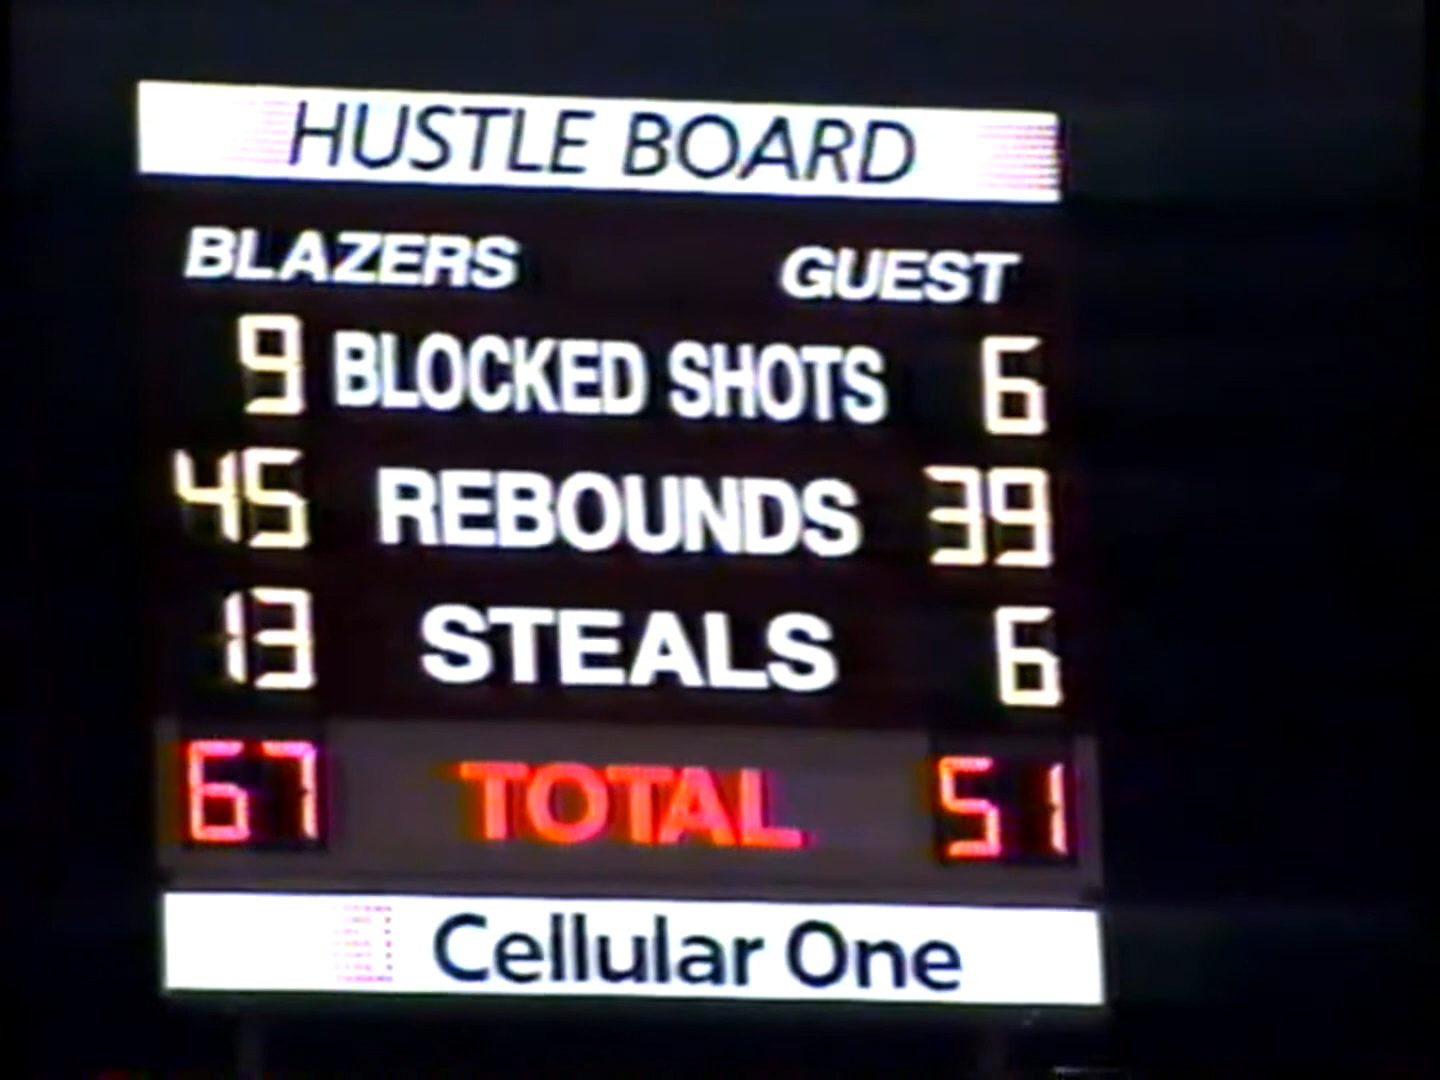 HUSTLE BOARD
BLAZERS GUEST
9 BLOCKED SHOTS 6
45 REBOUNDS 39
13 STEALS 6
67 TOTAL 51
Cellular One